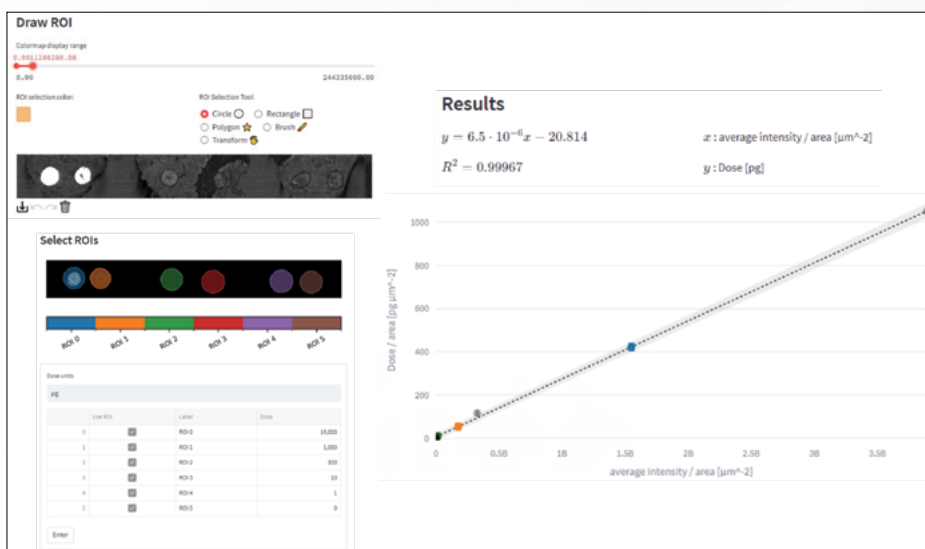 Draw ROI
Colormap display range
0.00
244335060.00
ROI selection color:
ROI Selection Tool
Circle
Rectangle
Polygon
Brush
Transform
Select ROIs
ROI 0
ROI 1
ROI 2
ROI 3
ROI 4
ROI 5
Dose units
Use ROI Label Dose
0 ROI 0 10,000
1 ROI 1 1,000
2 ROI 2
3 ROI 3 10
4 ROI 4 1
5 ROI 5 0
Enter
Results
y = 6.5 · 10^-6 x − 20.814
x : average intensity / area [µm^-2]
R² = 0.99967
y : Dose [pg]
Dose / area [pg µm^-2]
1000
800
600
400
200
0
0 0.5B 1B 1.5B 2B 2.5B 3B 3.5B
average intensity / area [µm^-2]